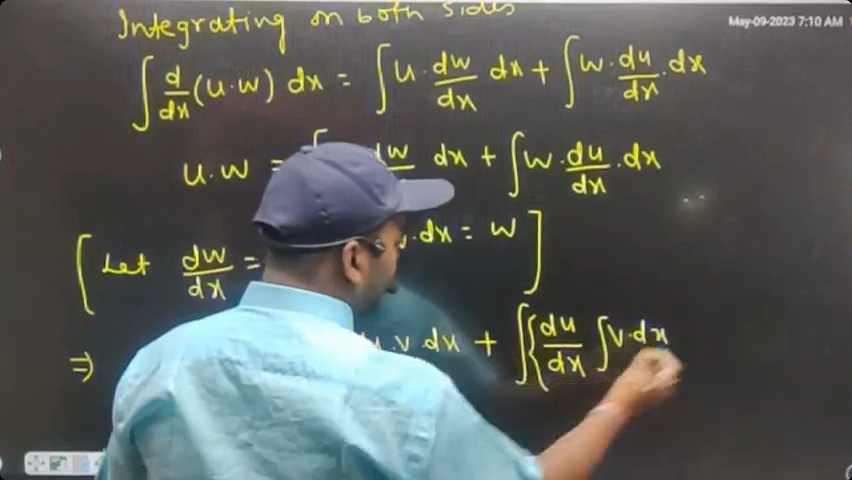 May-09-2023 7:10 AM
Integrating on both sides
∫ d/dx (u·w) dx = ∫ u· dw/dx dx + ∫ w· du/dx · dx
u·w = ∫ dw dx + ∫ w· du/dx · dx
[Let dw/dx = v·dx = w]
⇒ u.v.dx + ∫{ du/dx ∫v·dx